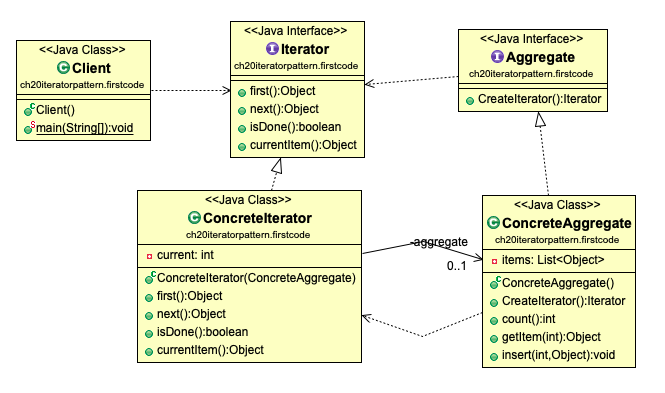 <<Java Class>>
Client
ch20iteratorpattern.firstcode
Client()
main(String[]):void
<<Java Interface>>
Iterator
ch20iteratorpattern.firstcode
first():Object
next():Object
isDone():boolean
currentItem():Object
<<Java Interface>>
Aggregate
ch20iteratorpattern.firstcode
CreateIterator():Iterator
<<Java Class>>
ConcreteIterator
ch20iteratorpattern.firstcode
current: int
ConcreteIterator(ConcreteAggregate)
first():Object
next():Object
isDone():boolean
currentItem():Object
-aggregate
0..1
<<Java Class>>
ConcreteAggregate
ch20iteratorpattern.firstcode
items: List<Object>
ConcreteAggregate()
CreateIterator():Iterator
count():int
getItem(int):Object
insert(int,Object):void